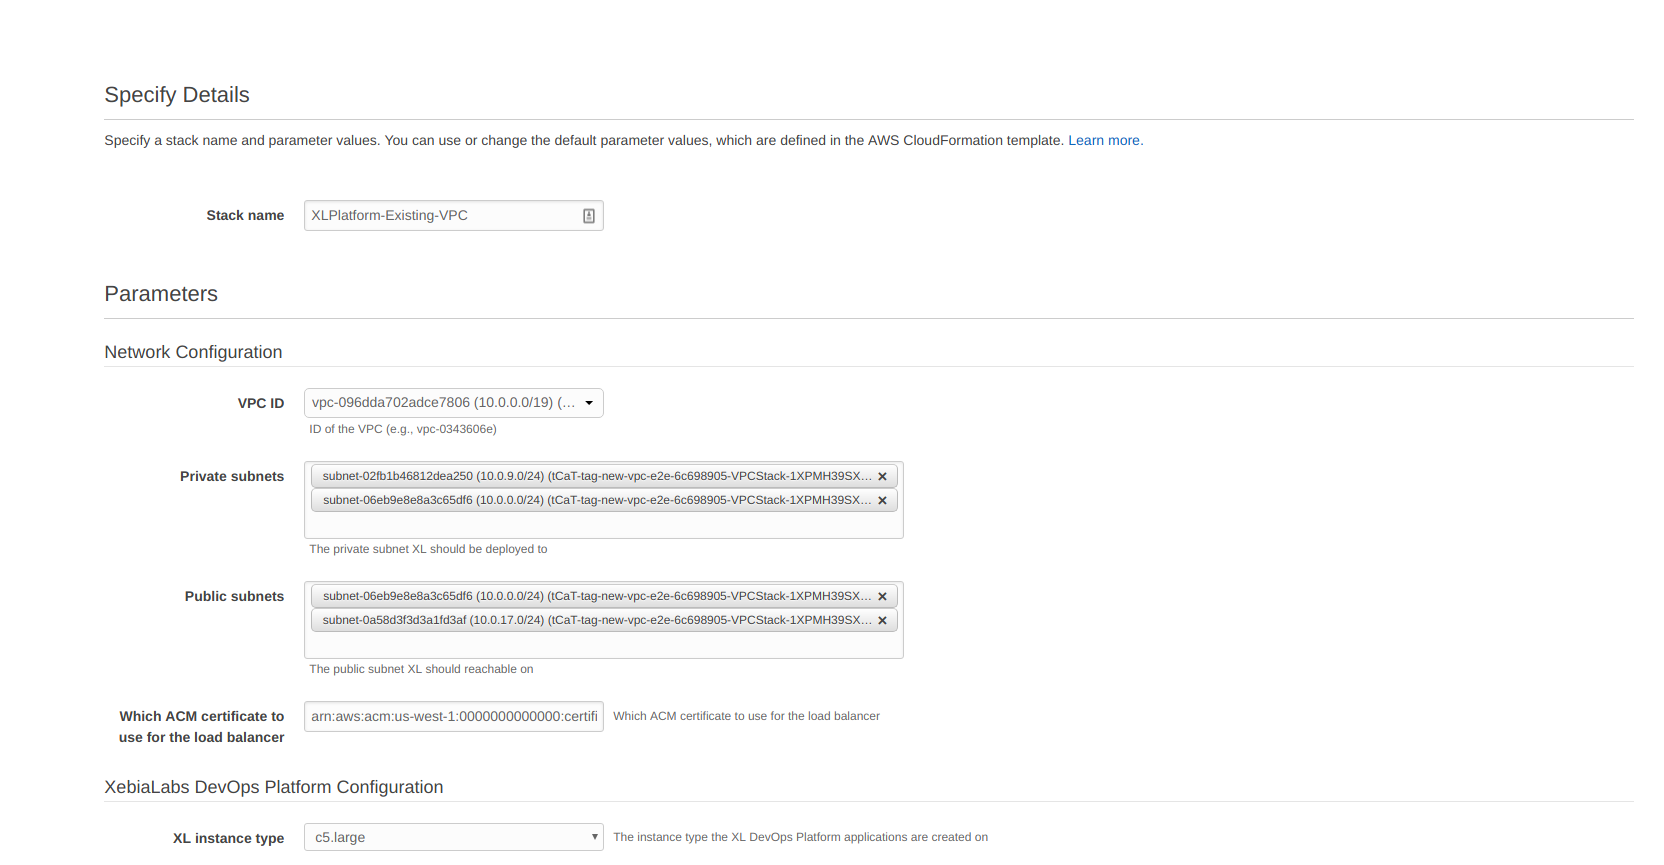 Specify Details
Specify a stack name and parameter values. You can use or change the default parameter values, which are defined in the AWS CloudFormation template. Learn more.
Stack name XLPlatform-Existing-VPC
Parameters
Network Configuration
VPC ID vpc-096dda702adce7806 (10.0.0.0/19) (...
ID of the VPC (e.g., vpc-0343606e)
Private subnets subnet-02fb1b46812dea250 (10.0.9.0/24) (tCaT-tag-new-vpc-e2e-6c698905-VPCStack-1XPMH39SX... ×
subnet-06eb9e8e8a3c65df6 (10.0.0.0/24) (tCaT-tag-new-vpc-e2e-6c698905-VPCStack-1XPMH39SX... ×
The private subnet XL should be deployed to
Public subnets subnet-06eb9e8e8a3c65df6 (10.0.0.0/24) (tCaT-tag-new-vpc-e2e-6c698905-VPCStack-1XPMH39SX... ×
subnet-0a58d3f3d3a1fd3af (10.0.17.0/24) (tCaT-tag-new-vpc-e2e-6c698905-VPCStack-1XPMH39SX... ×
The public subnet XL should reachable on
Which ACM certificate to arn:aws:acm:us-west-1:0000000000000:certifi Which ACM certificate to use for the load balancer
use for the load balancer
XebiaLabs DevOps Platform Configuration
XL instance type c5.large The instance type the XL DevOps Platform applications are created on